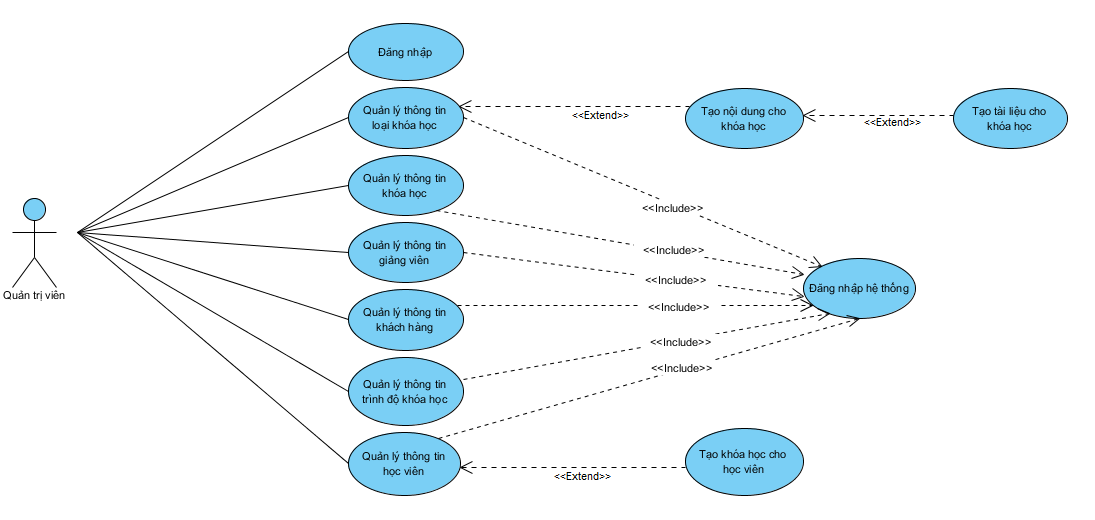 Đăng nhập
Quản lý thông tin
loại khóa học
<<Extend>>
Tạo nội dung cho
khóa học
<<Extend>>
Tạo tài liệu cho
khóa học
Quản lý thông tin
khóa học
<<Include>>
Quản lý thông tin
giảng viên
<<Include>>
<<Include>>
Đăng nhập hệ thống
Quản trị viên
Quản lý thông tin
khách hàng
<<Include>>
<<Include>>
Quản lý thông tin
trình độ khóa học
<<Include>>
Quản lý thông tin
học viên
<<Extend>>
Tạo khóa học cho
học viên